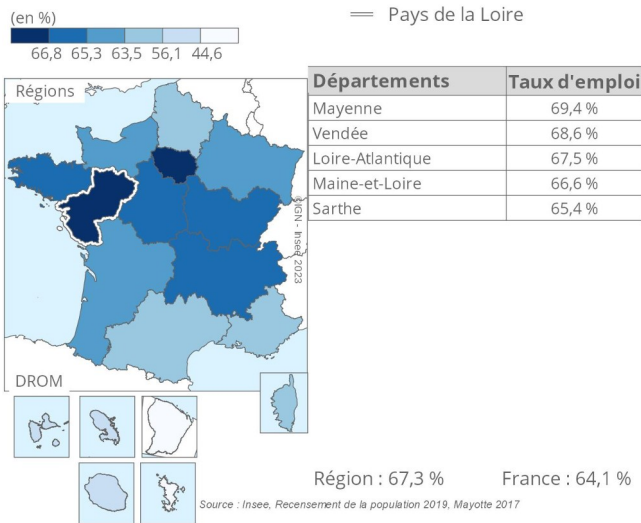 (en %)
66,8 65,3 63,5 56,1 44,6
Pays de la Loire
Régions
Départements Taux d'emploi
Mayenne 69,4 %
Vendée 68,6 %
Loire-Atlantique 67,5 %
Maine-et-Loire 66,6 %
Sarthe 65,4 %
©IGN - Insee 2023
DROM
Région : 67,3 % France : 64,1 %
Source : Insee, Recensement de la population 2019, Mayotte 2017